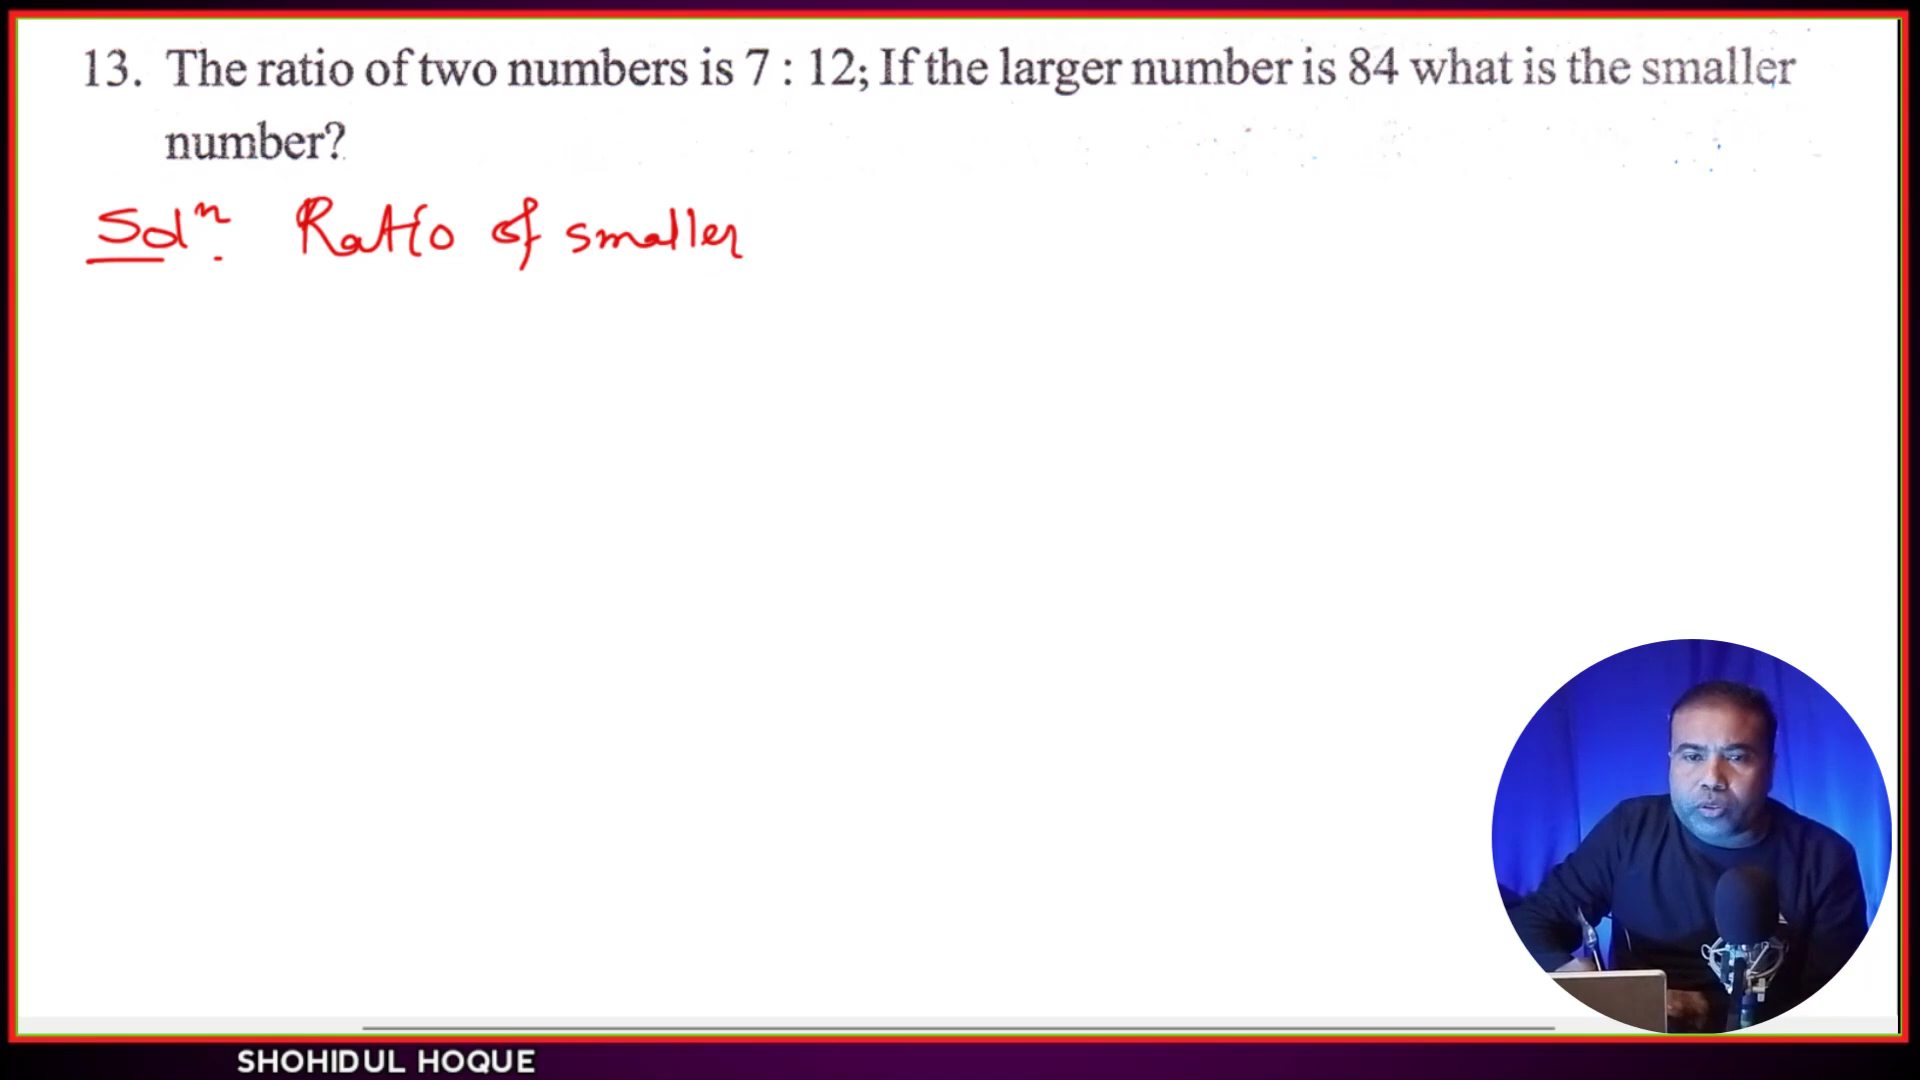 13. The ratio of two numbers is 7 : 12; If the larger number is 84 what is the smaller
number?
Solⁿ. Ratio of smaller
SHOHIDUL HOQUE